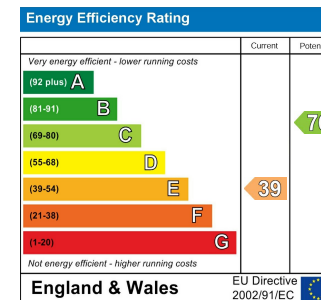 Energy Efficiency Rating
Current
Very energy efficient - lower running costs
(92 plus) A
(81-91) B
(69-80) C
(55-68) D
(39-54) E
39
(21-38) F
(1-20) G
Not energy efficient - higher running costs
England & Wales
EU Directive
2002/91/EC